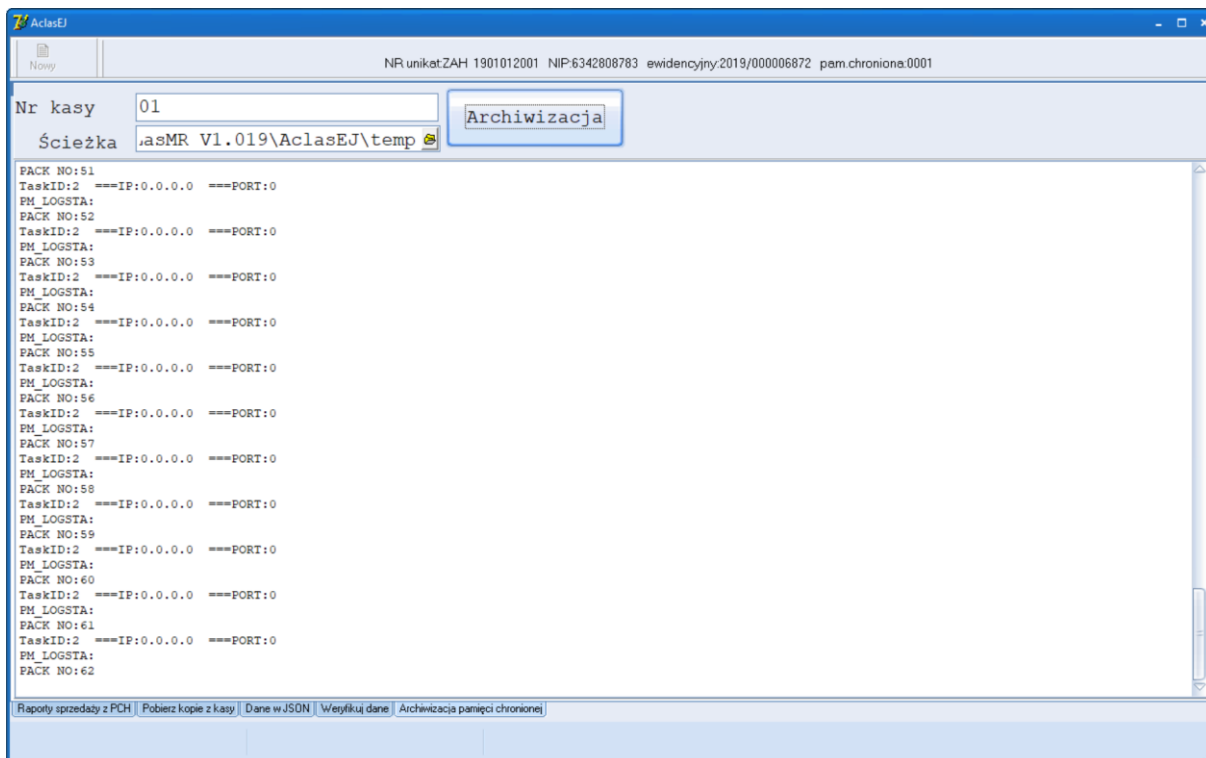 AclasEJ
Nowy
NR unikat:ZAH 1901012001 NIP:6342808783 ewidencyjny:2019/000006872 pam.chroniona:0001
Nr kasy 01
Archiwizacja
Ścieżka asMR V1.019\AclasEJ\temp
PACK NO:51
TaskID:2 ===IP:0.0.0.0 ===PORT:0
PM_LOGSTA:
PACK NO:52
TaskID:2 ===IP:0.0.0.0 ===PORT:0
PM_LOGSTA:
PACK NO:53
TaskID:2 ===IP:0.0.0.0 ===PORT:0
PM_LOGSTA:
PACK NO:54
TaskID:2 ===IP:0.0.0.0 ===PORT:0
PM_LOGSTA:
PACK NO:55
TaskID:2 ===IP:0.0.0.0 ===PORT:0
PM_LOGSTA:
PACK NO:56
TaskID:2 ===IP:0.0.0.0 ===PORT:0
PM_LOGSTA:
PACK NO:57
TaskID:2 ===IP:0.0.0.0 ===PORT:0
PM_LOGSTA:
PACK NO:58
TaskID:2 ===IP:0.0.0.0 ===PORT:0
PM_LOGSTA:
PACK NO:59
TaskID:2 ===IP:0.0.0.0 ===PORT:0
PM_LOGSTA:
PACK NO:60
TaskID:2 ===IP:0.0.0.0 ===PORT:0
PM_LOGSTA:
PACK NO:61
TaskID:2 ===IP:0.0.0.0 ===PORT:0
PM_LOGSTA:
PACK NO:62
Raporty sprzedaży z PCH Pobierz kopie z kasy Dane w JSON Weryfikuj dane Archiwizacja pamięci chronionej